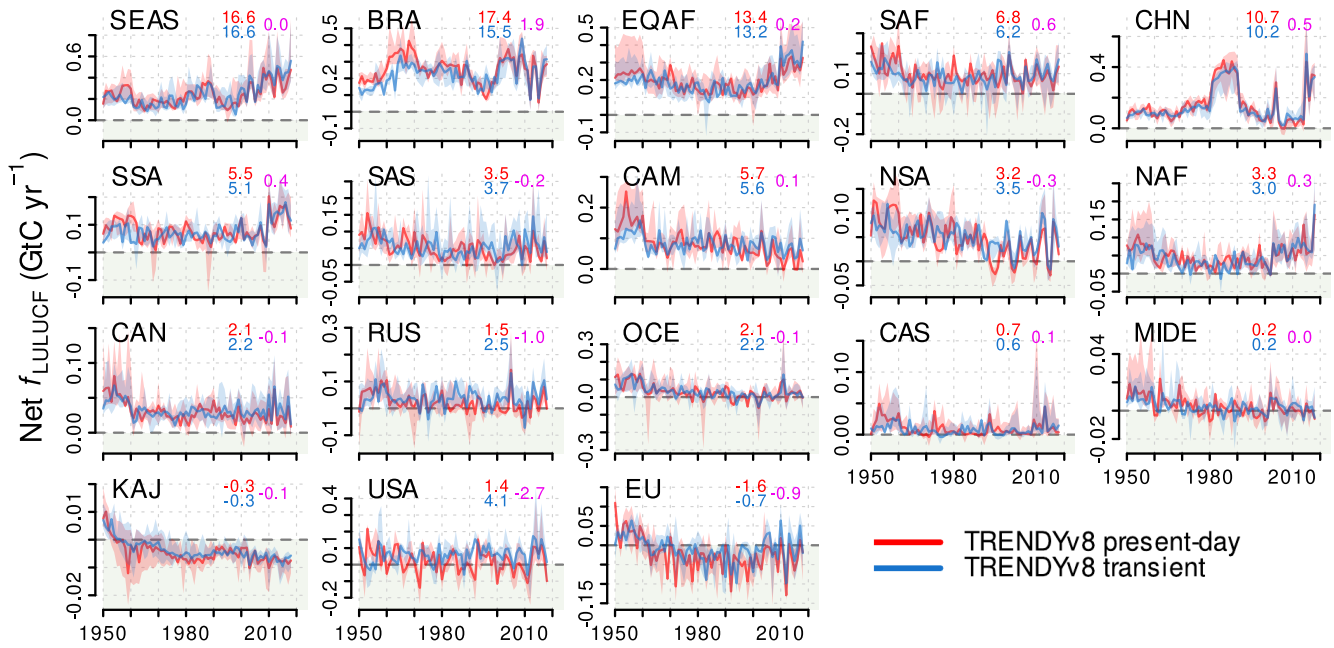 Net fLULUCF (GtC yr−1)
SEAS 16.6 0.0
16.6
0.6
0.0
BRA 17.4 1.9
15.5
0.5
0.2
-0.1
EQAF 13.4 0.2
13.2
0.5
0.2
-0.1
SAF 6.8 0.6
6.2
0.1
-0.2
CHN 10.7 0.5
10.2
0.4
0.0
SSA 5.5 0.4
5.1
0.1
-0.1
SAS 3.5 -0.2
3.7
0.15
-0.05
CAM 5.7 0.1
5.6
0.2
0.0
NSA 3.2 -0.3
3.5
0.10
-0.05
NAF 3.3 0.3
3.0
0.15
0.05
-0.05
CAN 2.1 -0.1
2.2
0.10
0.00
RUS 1.5 -1.0
2.5
0.3
0.1
-0.1
OCE 2.1 -0.1
2.2
0.3
0.0
-0.3
CAS 0.7 0.1
0.6
0.10
0.00
MIDE 0.2 0.0
0.2
0.04
-0.02
1950 1980 2010 1950 1980 2010
KAJ -0.3 -0.1
-0.3
0.01
-0.02
USA 1.4 -2.7
4.1
0.4
0.1
-0.2
EU -1.6 -0.9
-0.7
0.05
-0.15
1950 1980 2010 1950 1980 2010 1950 1980 2010
TRENDYv8 present-day
TRENDYv8 transient